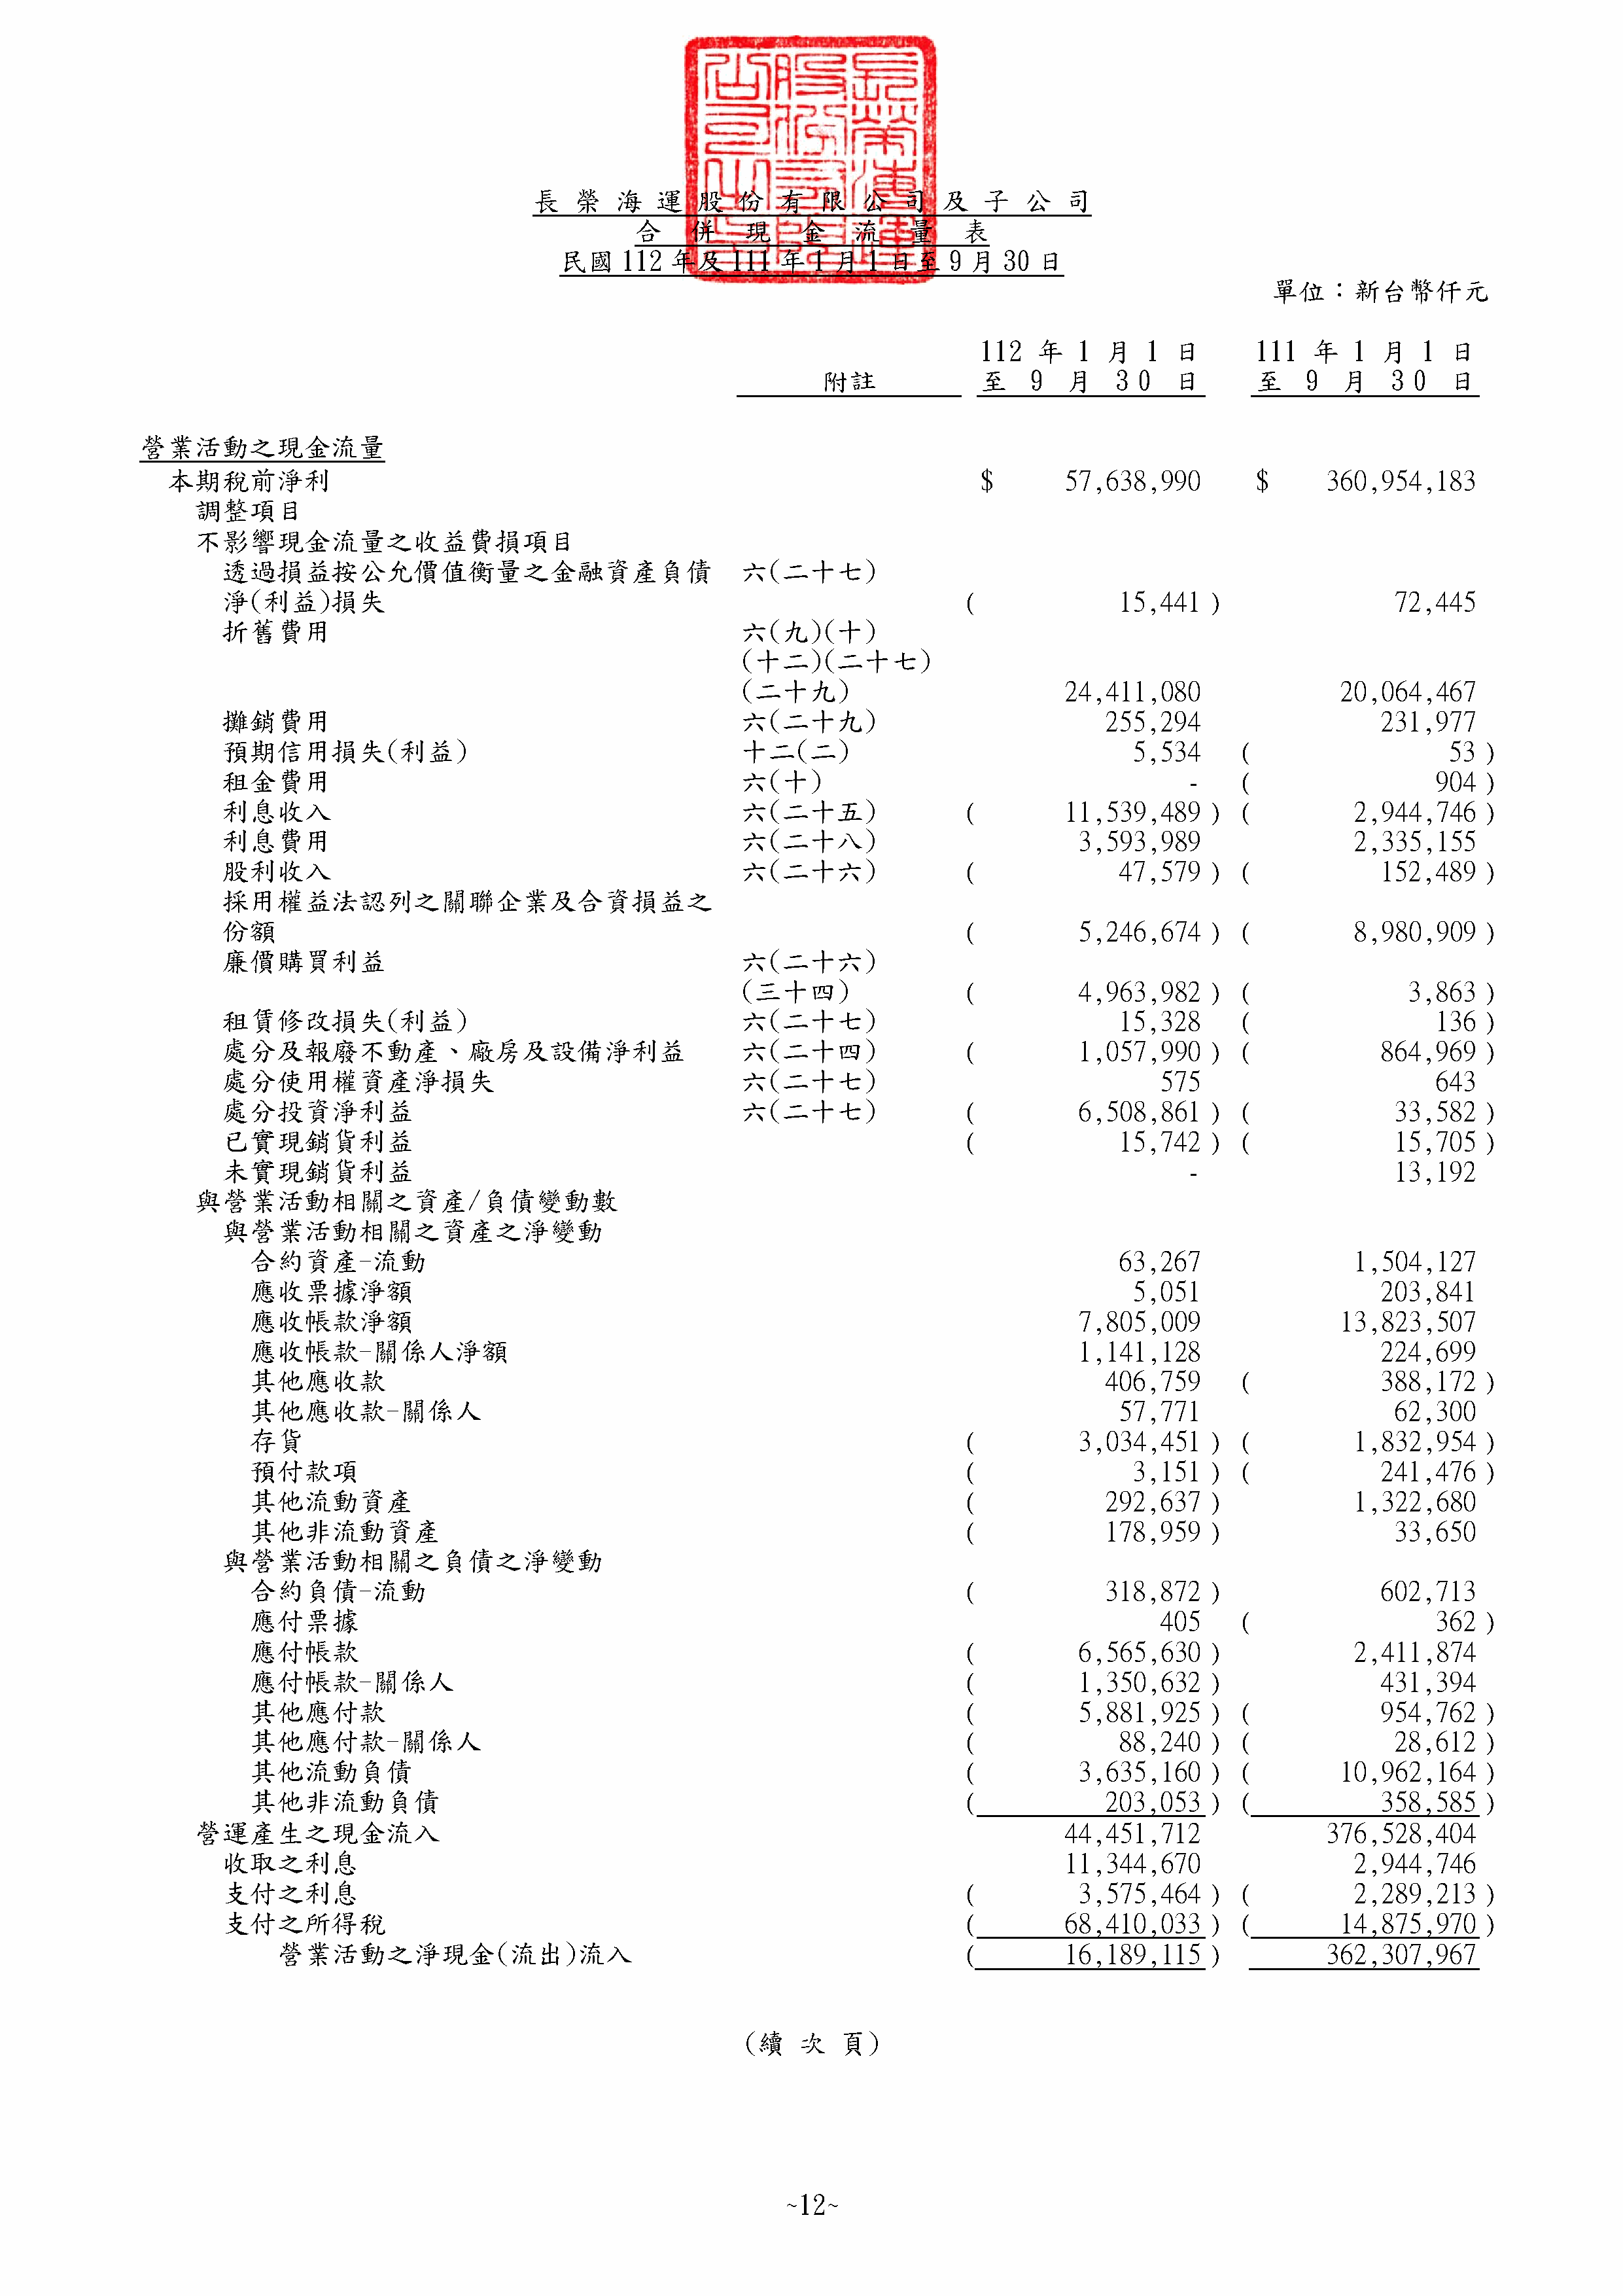 長榮海運股份有限公司及子公司
合併現金流量表
民國112年及111年1月1日至9月30日
單位：新台幣仟元
112年1月1日 111年1月1日
附註 至9月30日 至9月30日
營業活動之現金流量
本期稅前淨利 $ 57,638,990 $ 360,954,183
調整項目
不影響現金流量之收益費損項目
透過損益按公允價值衡量之金融資產負債 六(二十七)
淨(利益)損失 ( 15,441 ) 72,445
折舊費用 六(九)(十)
(十二)(二十七)
(二十九) 24,411,080 20,064,467
攤銷費用 六(二十九) 255,294 231,977
預期信用損失(利益) 十二(二) 5,534 ( 53 )
租金費用 六(十) - ( 904 )
利息收入 六(二十五) ( 11,539,489 ) ( 2,944,746 )
利息費用 六(二十八) 3,593,989 2,335,155
股利收入 六(二十六) ( 47,579 ) ( 152,489 )
採用權益法認列之關聯企業及合資損益之
份額 ( 5,246,674 ) ( 8,980,909 )
廉價購買利益 六(二十六)
(三十四) ( 4,963,982 ) ( 3,863 )
租賃修改損失(利益) 六(二十七) 15,328 ( 136 )
處分及報廢不動產、廠房及設備淨利益 六(二十四) ( 1,057,990 ) ( 864,969 )
處分使用權資產淨損失 六(二十七) 575 643
處分投資淨利益 六(二十七) ( 6,508,861 ) ( 33,582 )
已實現銷貨利益 ( 15,742 ) ( 15,705 )
未實現銷貨利益 - 13,192
與營業活動相關之資產/負債變動數
與營業活動相關之資產之淨變動
合約資產-流動 63,267 1,504,127
應收票據淨額 5,051 203,841
應收帳款淨額 7,805,009 13,823,507
應收帳款-關係人淨額 1,141,128 224,699
其他應收款 406,759 ( 388,172 )
其他應收款-關係人 57,771 62,300
存貨 ( 3,034,451 ) ( 1,832,954 )
預付款項 ( 3,151 ) ( 241,476 )
其他流動資產 ( 292,637 ) 1,322,680
其他非流動資產 ( 178,959 ) 33,650
與營業活動相關之負債之淨變動
合約負債-流動 ( 318,872 ) 602,713
應付票據 405 ( 362 )
應付帳款 ( 6,565,630 ) 2,411,874
應付帳款-關係人 ( 1,350,632 ) 431,394
其他應付款 ( 5,881,925 ) ( 954,762 )
其他應付款-關係人 ( 88,240 ) ( 28,612 )
其他流動負債 ( 3,635,160 ) ( 10,962,164 )
其他非流動負債 ( 203,053 ) ( 358,585 )
營運產生之現金流入 44,451,712 376,528,404
收取之利息 11,344,670 2,944,746
支付之利息 ( 3,575,464 ) ( 2,289,213 )
支付之所得稅 ( 68,410,033 ) ( 14,875,970 )
營業活動之淨現金(流出)流入 ( 16,189,115 ) 362,307,967
(續次頁)
~12~